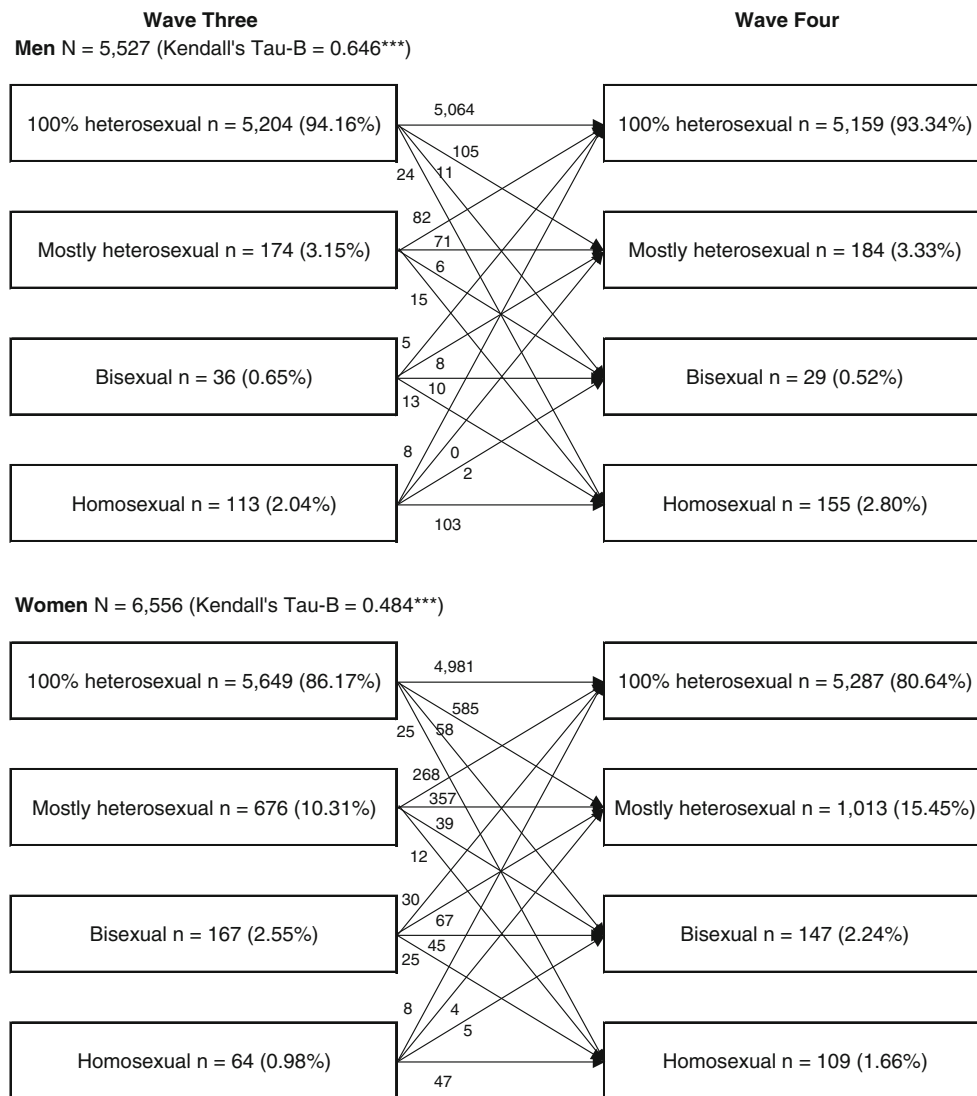 Wave Three Wave Four
Men N = 5,527 (Kendall's Tau-B = 0.646***)
100% heterosexual n = 5,204 (94.16%) 5,064 100% heterosexual n = 5,159 (93.34%)
105
24 11
82
Mostly heterosexual n = 174 (3.15%) 71 Mostly heterosexual n = 184 (3.33%)
6
15
5
8
Bisexual n = 36 (0.65%) 10 Bisexual n = 29 (0.52%)
13
8 0
2
Homosexual n = 113 (2.04%) 103 Homosexual n = 155 (2.80%)
Women N = 6,556 (Kendall's Tau-B = 0.484***)
100% heterosexual n = 5,649 (86.17%) 4,981 100% heterosexual n = 5,287 (80.64%)
585
25 58
268
Mostly heterosexual n = 676 (10.31%) 357 Mostly heterosexual n = 1,013 (15.45%)
39
12
30
67
Bisexual n = 167 (2.55%) 45 Bisexual n = 147 (2.24%)
25
8 4
5
Homosexual n = 64 (0.98%) 47 Homosexual n = 109 (1.66%)